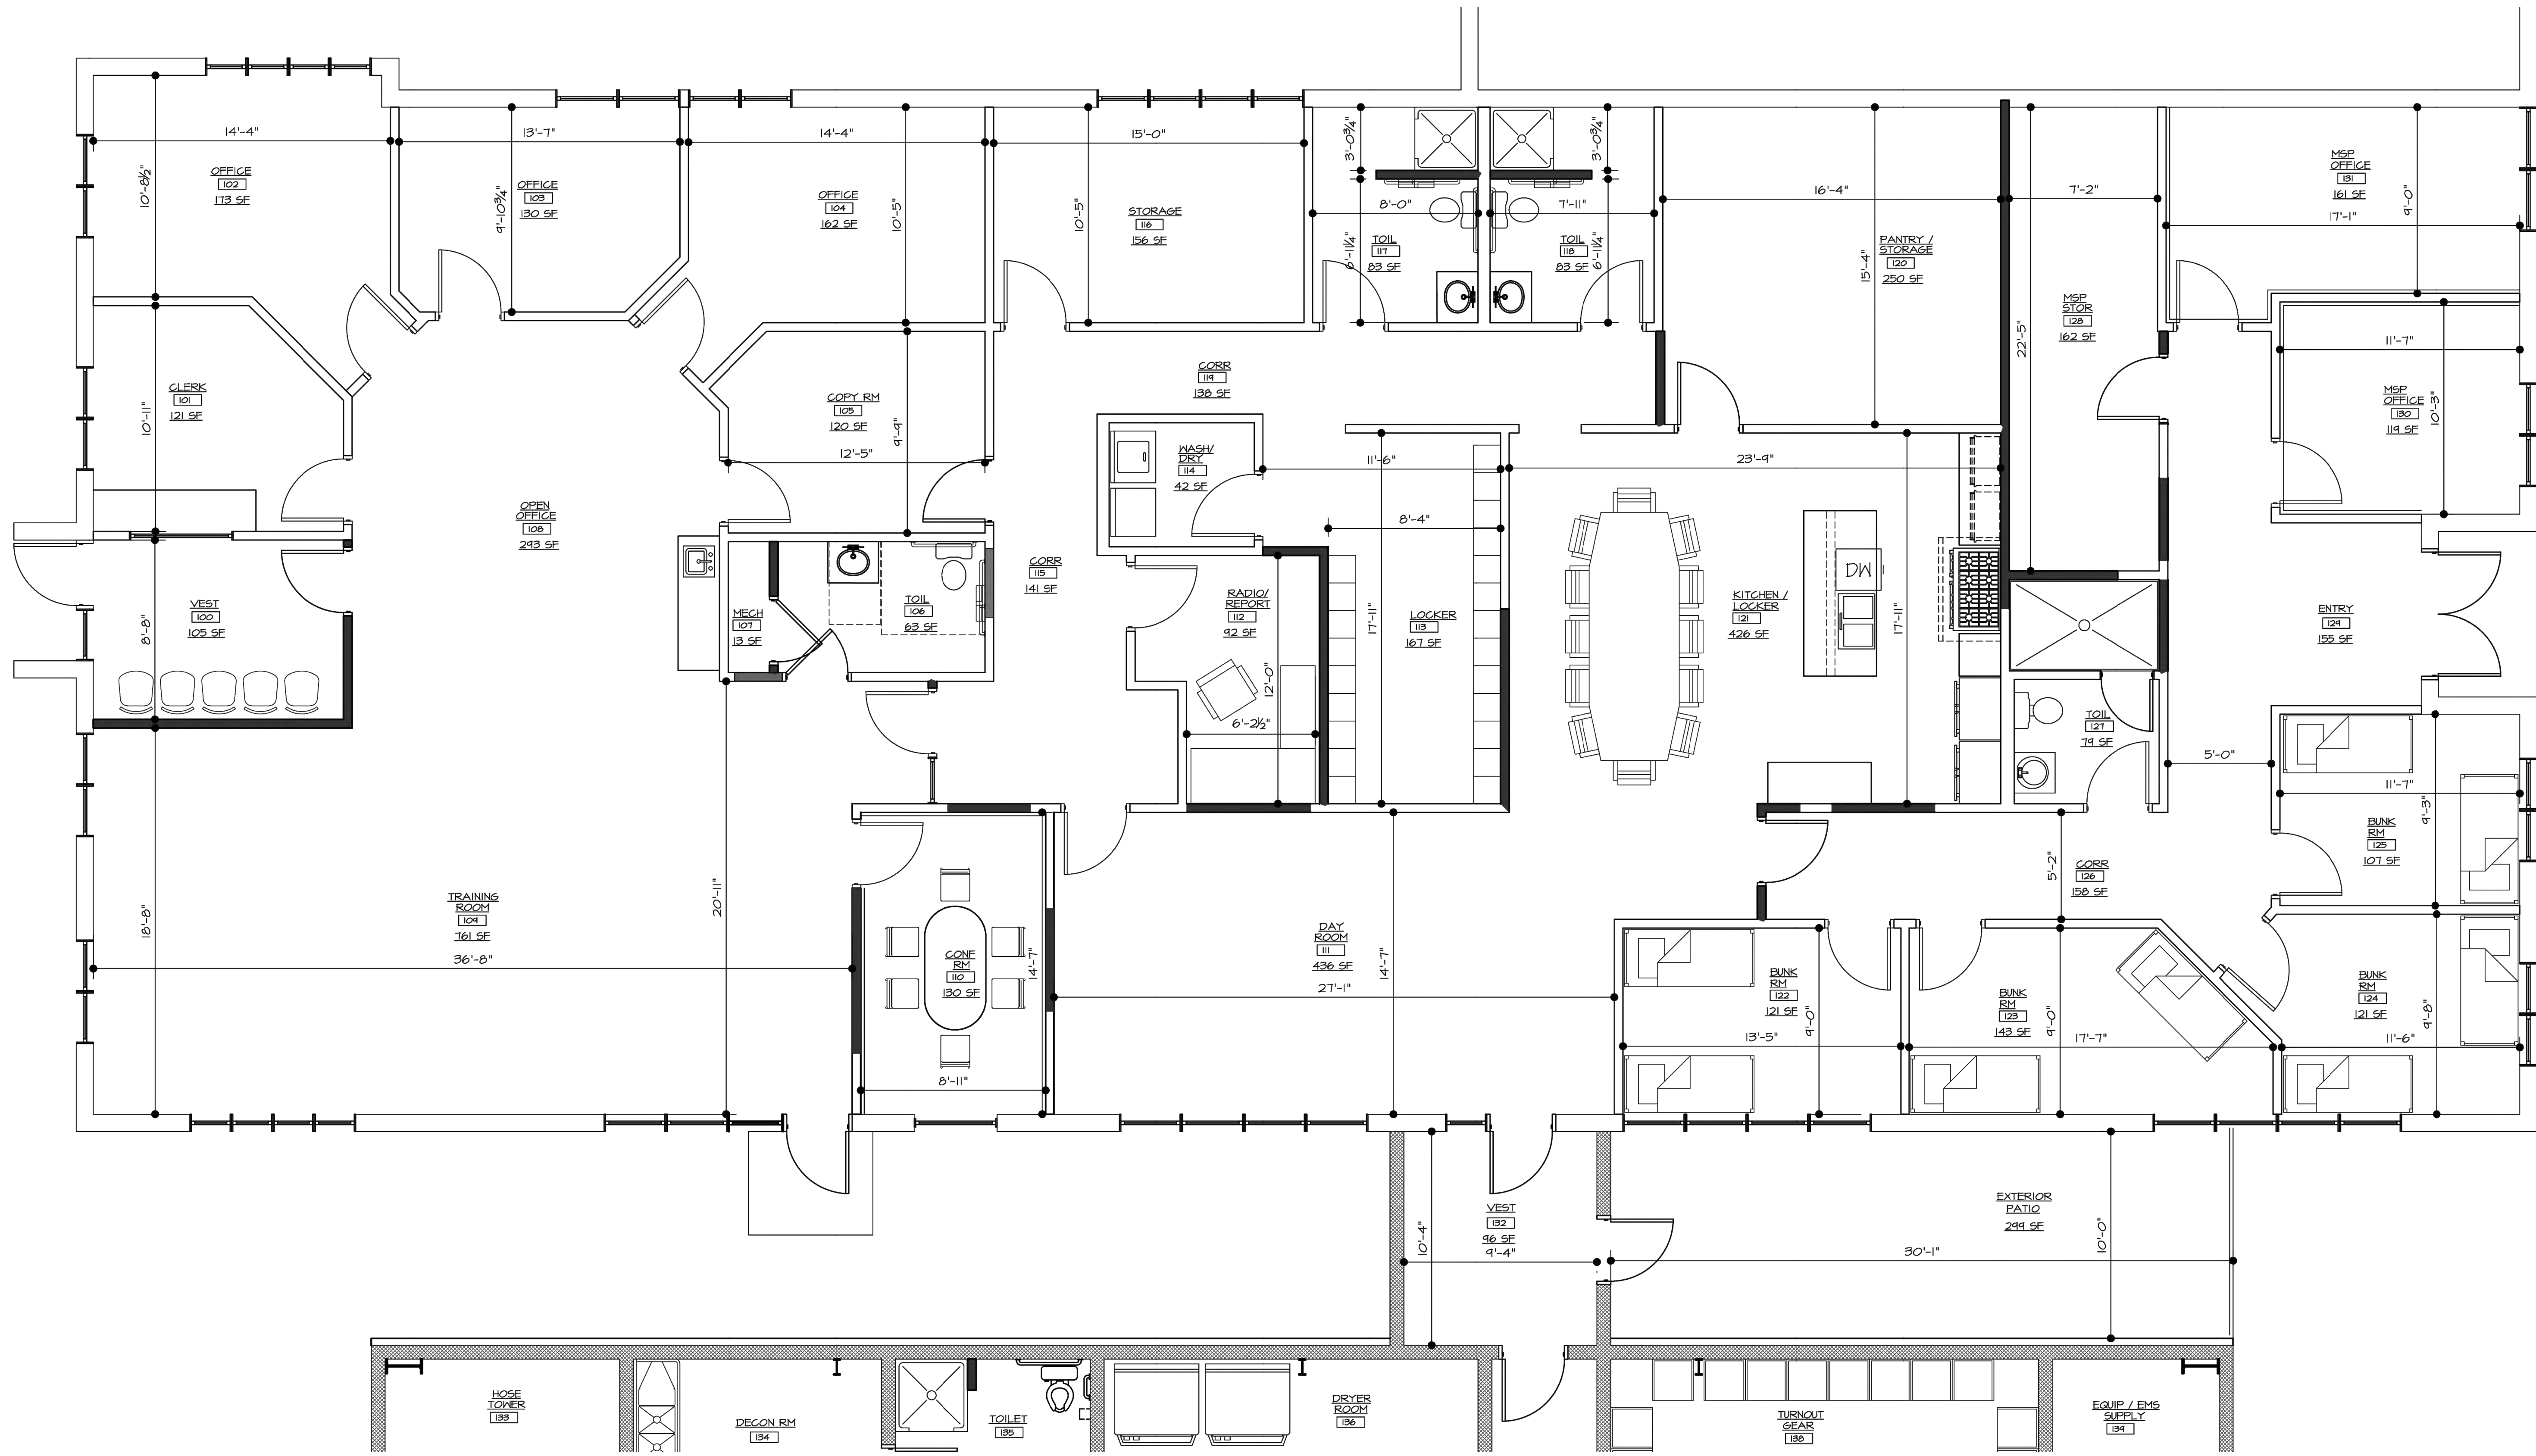 14'-4"
10'-8½"
OFFICE
102
173 SF
13'-7"
9'-10¾"
OFFICE
103
130 SF
14'-4"
OFFICE
104
162 SF
10'-5"
15'-0"
10'-5"
STORAGE
116
156 SF
3'-0¾"
8'-0"
6'-11¼"
TOIL
117
83 SF
3'-0¾"
7'-11"
TOIL
118
83 SF
6'-11¼"
16'-4"
15'-4"
PANTRY /
STORAGE
120
250 SF
7'-2"
22'-5"
MSP
STOR
128
162 SF
MSP
OFFICE
131
161 SF
9'-0"
17'-1"
11'-7"
MSP
OFFICE
130
119 SF
10'-3"
CLERK
101
121 SF
10'-11"
COPY RM
105
120 SF
9'-9"
12'-5"
CORR
119
138 SF
WASH/
DRY
114
42 SF
11'-6"
8'-4"
23'-9"
OPEN
OFFICE
108
293 SF
VEST
100
105 SF
8'-8"
MECH
107
13 SF
TOIL
106
63 SF
CORR
115
141 SF
RADIO/
REPORT
112
92 SF
12'-0"
6'-2½"
17'-11"
LOCKER
113
167 SF
KITCHEN /
LOCKER
121
426 SF
DW
17'-11"
ENTRY
129
155 SF
TOIL
127
79 SF
5'-0"
11'-7"
9'-3"
BUNK
RM
125
107 SF
5'-2"
CORR
126
158 SF
18'-8"
TRAINING
ROOM
109
761 SF
36'-8"
20'-11"
CONF
RM
110
130 SF
14'-7"
8'-11"
DAY
ROOM
111
436 SF
27'-1"
14'-7"
BUNK
RM
122
121 SF
13'-5"
9'-0"
BUNK
RM
123
143 SF
9'-0"
17'-7"
BUNK
RM
124
121 SF
11'-6"
9'-8"
10'-4"
VEST
132
96 SF
9'-4"
EXTERIOR
PATIO
299 SF
10'-0"
30'-1"
HOSE
TOWER
133
DECON RM
134
TOILET
135
DRYER
ROOM
136
TURNOUT
GEAR
138
EQUIP / EMS
SUPPLY
139